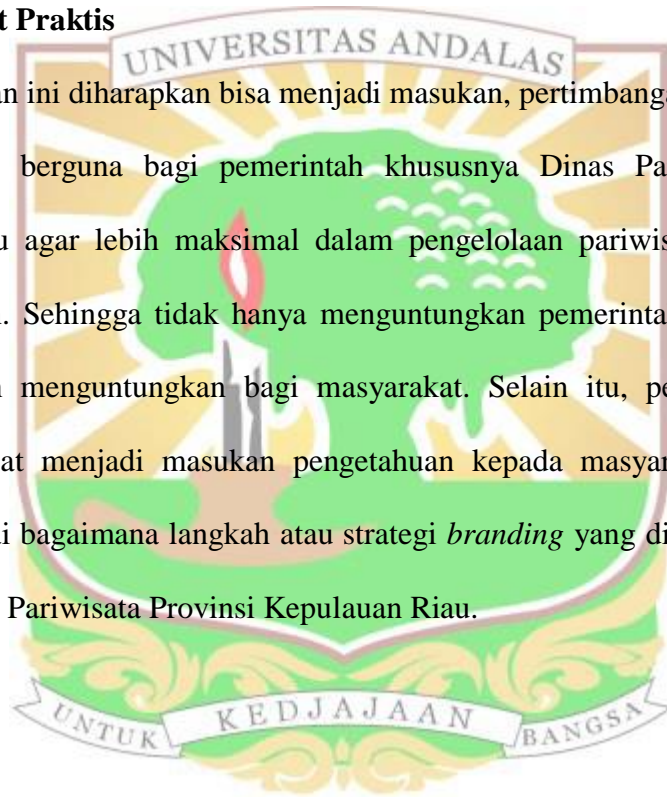 t Praktis
UNIVERSITAS ANDALAS
an ini diharapkan bisa menjadi masukan, pertimbanga
berguna bagi pemerintah khususnya Dinas Pa
u agar lebih maksimal dalam pengelolaan pariwis
. Sehingga tidak hanya menguntungkan pemerinta
menguntungkan bagi masyarakat. Selain itu, pe
at menjadi masukan pengetahuan kepada masyar
i bagaimana langkah atau strategi branding yang di
Pariwisata Provinsi Kepulauan Riau.
UNTUK KEDJAJAAN BANGSA